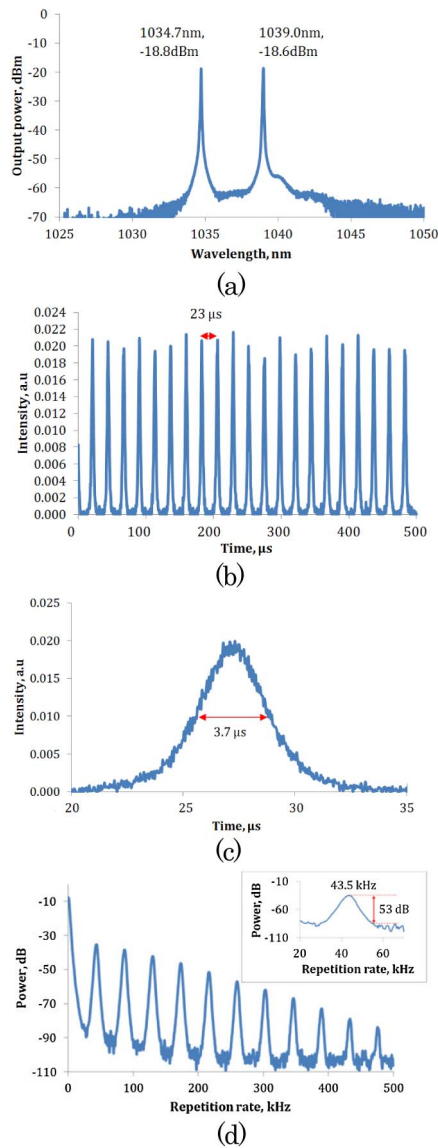 1034.7nm,
-18.8dBm
1039.0nm,
-18.6dBm
Output power, dBm
0
-10
-20
-30
-40
-50
-60
-70
1025 1030 1035 1040 1045 1050
Wavelength, nm
(a)
23 μs
Intensity, a.u
0.024
0.022
0.020
0.018
0.016
0.014
0.012
0.010
0.008
0.006
0.004
0.002
0.000
0 100 200 300 400 500
Time, μs
(b)
Intensity, a.u
0.025
0.020
0.015
0.010
0.005
0.000
3.7 μs
20 25 30 35
Time, μs
(c)
Power, dB
-10
-30
-50
-70
-90
-110
0 100 200 300 400 500
Repetition rate, kHz
Power, dB
-10
-60
-110
43.5 kHz
53 dB
20 40 60
Repetition rate, kHz
(d)